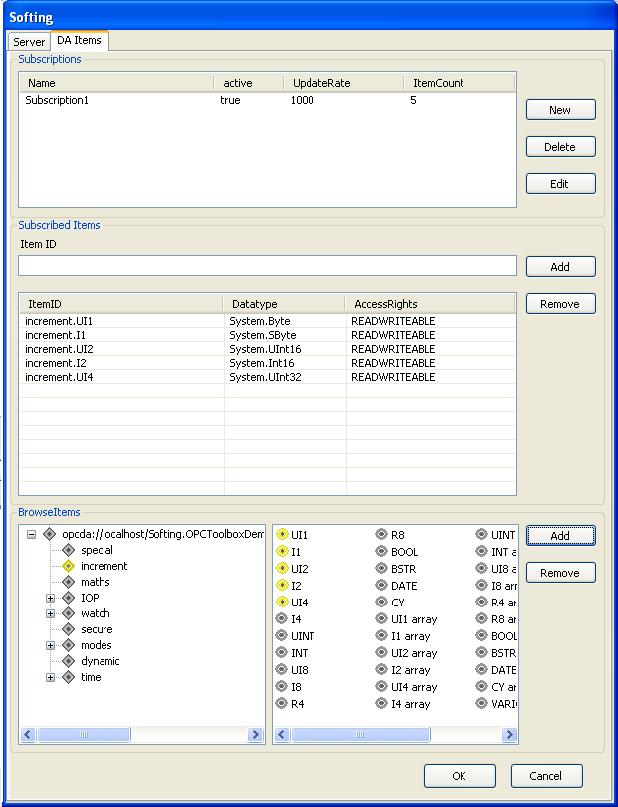 Softing
Server DA Items
Subscriptions
Name active UpdateRate ItemCount
Subscription1 true 1000 5
New
Delete
Edit
Subscribed Items
Item ID
Add
ItemID Datatype AccessRights
Remove
increment.UI1 System.Byte READWRITEABLE
increment.I1 System.SByte READWRITEABLE
increment.UI2 System.UInt16 READWRITEABLE
increment.I2 System.Int16 READWRITEABLE
increment.UI4 System.UInt32 READWRITEABLE
BrowseItems
opcda://ocalhost/Softing.OPCToolboxDem
special
increment
maths
IOP
watch
secure
modes
dynamic
time
UI1 R8 UINT
I1 BOOL INT a
UI2 BSTR UI8 a
I2 DATE I8 arr
UI4 CY R4 ar
I4 UI1 array R8 ar
UINT I1 array BOOL
INT UI2 array BSTR
UI8 I2 array DATE
I8 UI4 array CY ar
R4 I4 array VARI
Add
Remove
OK Cancel